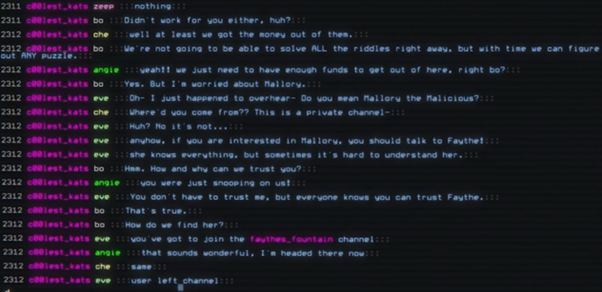 2311 c00lest_kats zeep :::nothing:::
2312 c00lest_kats bo :::Didn't work for you either, huh?:::
2312 c00lest_kats che :::well at least we got the money out of them.:::
2312 c00lest_kats bo :::We're not going to be able to solve ALL the riddles right away, but with time we can figure
out ANY puzzle.:::
2312 c00lest_kats angie :::yeah!! we just need to have enough funds to get out of here, right bo?:::
2312 c00lest_kats bo :::Yes. But I'm worried about Mallory.:::
2312 c00lest_kats eve :::Oh- I just happened to overhear- Do you mean Mallory the Malicious?:::
2312 c00lest_kats che :::Where'd you come from?? This is a private channel-:::
2312 c00lest_kats eve :::Huh? No it's not...:::
2312 c00lest_kats eve :::anyhow, if you are interested in Mallory, you should talk to Faythe!:::
2312 c00lest_kats eve :::she knows everything, but sometimes it's hard to understand her.:::
2312 c00lest_kats bo :::Hmm. How and why can we trust you?:::
2312 c00lest_kats angie :::you were just snooping on us!:::
2312 c00lest_kats eve :::You don't have to trust me, but everyone knows you can trust Faythe.:::
2312 c00lest_kats bo :::That's true.:::
2312 c00lest_kats bo :::How do we find her?:::
2312 c00lest_kats eve :::you've got to join the faythes_fountain channel:::
2312 c00lest_kats angie :::that sounds wonderful, I'm headed there now:::
2312 c00lest_kats che :::same:::
2312 c00lest_kats eve :::user left channel:::